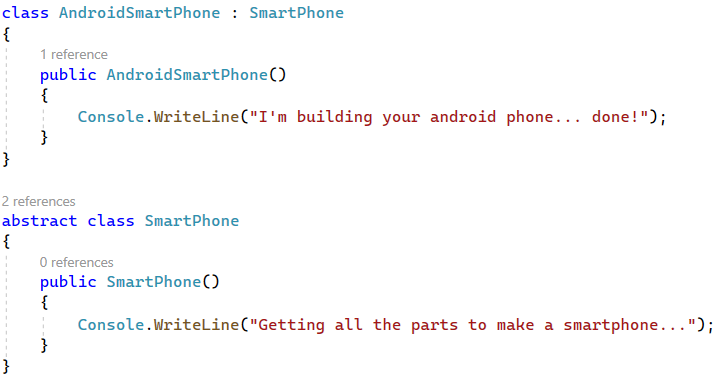 class AndroidSmartPhone : SmartPhone
{
1 reference
public AndroidSmartPhone()
{
Console.WriteLine("I'm building your android phone... done!");
}
}
2 references
abstract class SmartPhone
{
0 references
public SmartPhone()
{
Console.WriteLine("Getting all the parts to make a smartphone...");
}
}